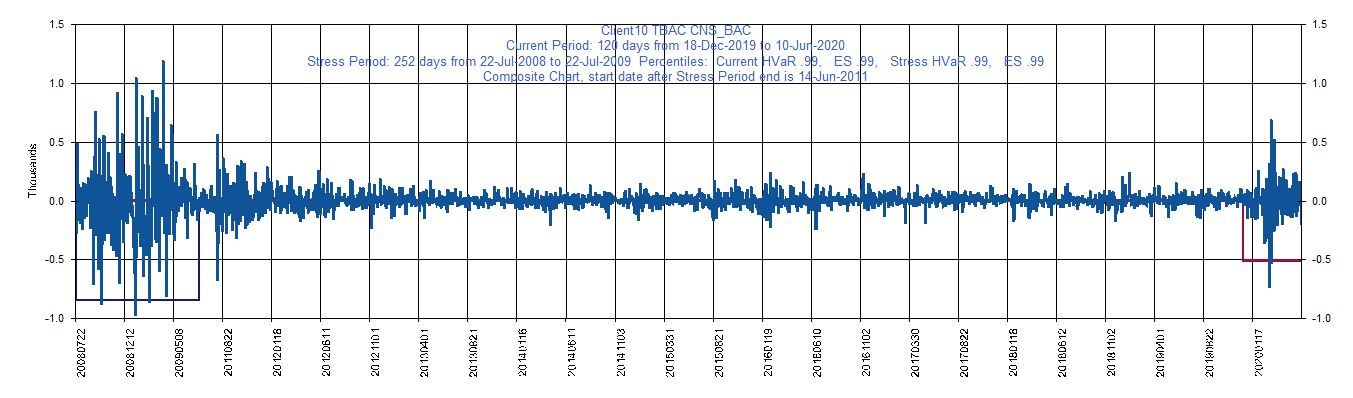 Client10 TBAC CNS_BAC
Current Period: 120 days from 18-Dec-2019 to 10-Jun-2020
Stress Period: 252 days from 22-Jul-2008 to 22-Jul-2009 Percentiles: Current HVaR .99, ES .99, Stress HVaR .99, ES .99
Composite Chart, start date after Stress Period end is 14-Jun-2011
1.5 1.5
1.0 1.0
0.5 0.5
0.0 0.0
-0.5 -0.5
-1.0 -1.0
Thousands
20080722 20081212 20090508 20110822 20120118 20120611 20121101 20130401 20130821 20140116 20140611 20141103 20150331 20150821 20160119 20160610 20161102 20170330 20170822 20180118 20180612 20181102 20190401 20190822 20200117